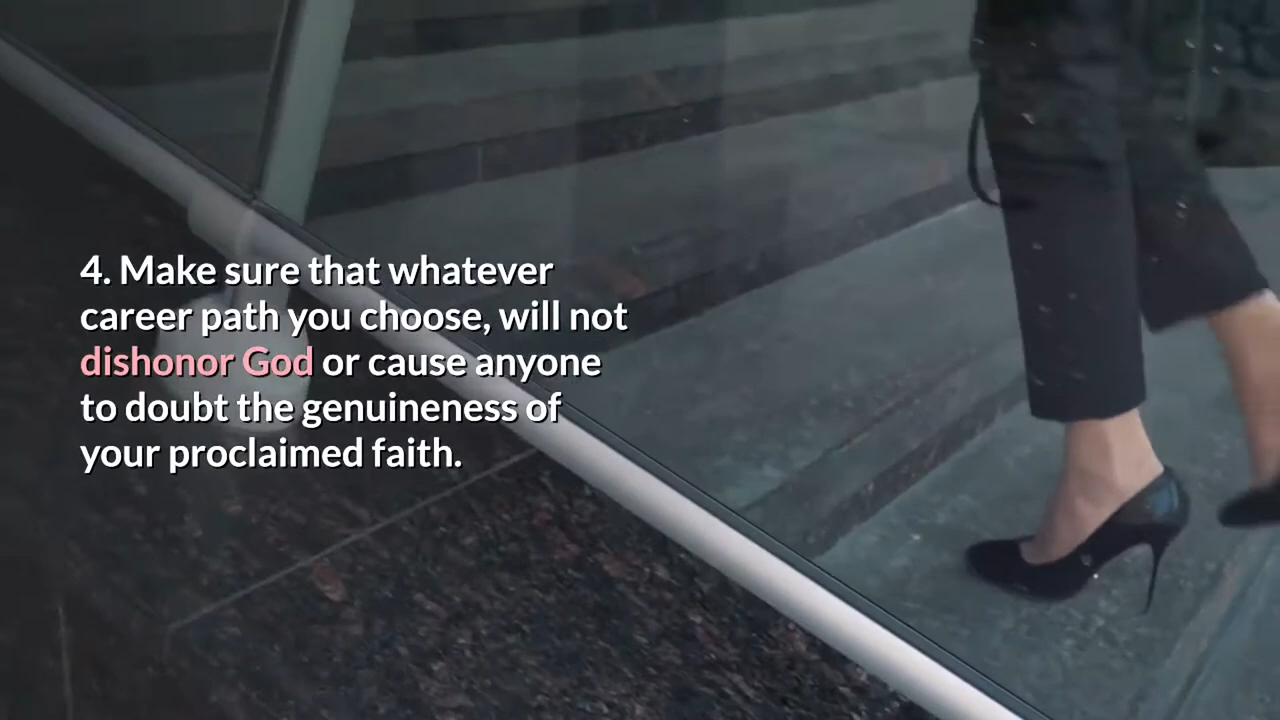 4. Make sure that whatever
career path you choose, will not
dishonor God or cause anyone
to doubt the genuineness of
your proclaimed faith.